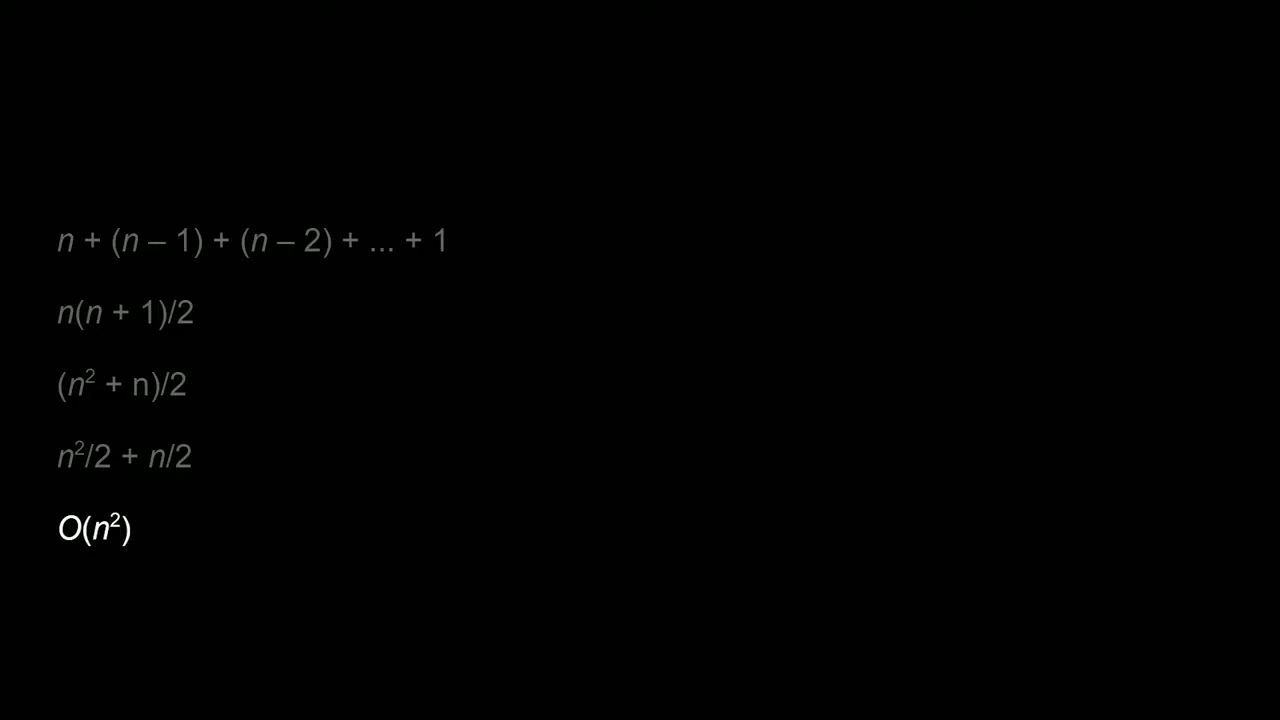 n + (n – 1) + (n – 2) + ... + 1
n(n + 1)/2
(n² + n)/2
n²/2 + n/2
O(n²)